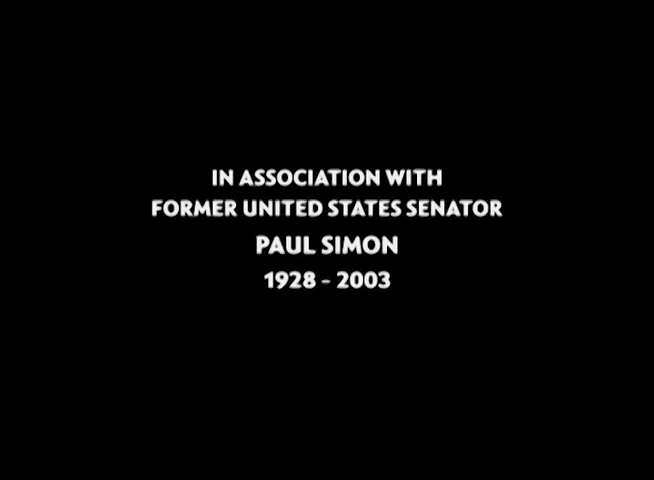 IN ASSOCIATION WITH
FORMER UNITED STATES SENATOR
PAUL SIMON
1928 - 2003